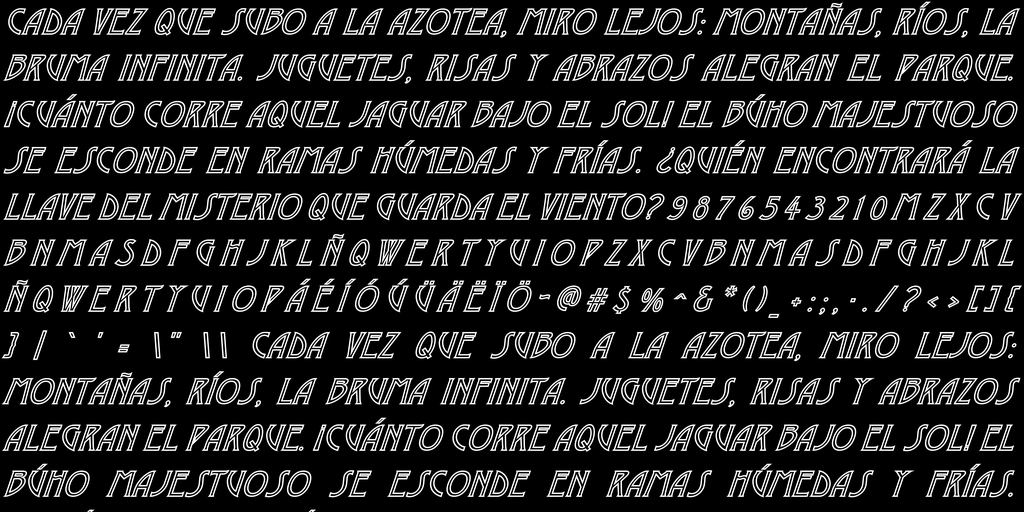 CADA VEZ QUE SUBO A LA AZOTEA, MIRO LEJOS: MONTAÑAS, RÍOS, LA
BRUMA INFINITA. JUGUETES, RISAS Y ABRAZOS ALEGRAN EL PARQUE.
¡CUÁNTO CORRE AQUEL JAGUAR BAJO EL SOL! EL BÚHO MAJESTUOSO
SE ESCONDE EN RAMAS HÚMEDAS Y FRÍAS. ¿QUIÉN ENCONTRARÁ LA
LLAVE DEL MISTERIO QUE GUARDA EL VIENTO? 9 8 7 6 5 4 3 2 1 0 M Z X C V
B N M A S D F G H J K L Ñ Q W E R T Y U I O P Z X C V B N M A S D F G H J K L
Ñ Q W E R T Y U I O P Á É Í Ó Ú Ü Ä Ë Ï Ö ~ @ # $ % ^ & * ( ) _ + : ; , · . / ? < > [ ] [
] | ` ' = \ " \ \ CADA VEZ QUE SUBO A LA AZOTEA, MIRO LEJOS:
MONTAÑAS, RÍOS, LA BRUMA INFINITA. JUGUETES, RISAS Y ABRAZOS
ALEGRAN EL PARQUE. ¡CUÁNTO CORRE AQUEL JAGUAR BAJO EL SOL! EL
BÚHO MAJESTUOSO SE ESCONDE EN RAMAS HÚMEDAS Y FRÍAS.